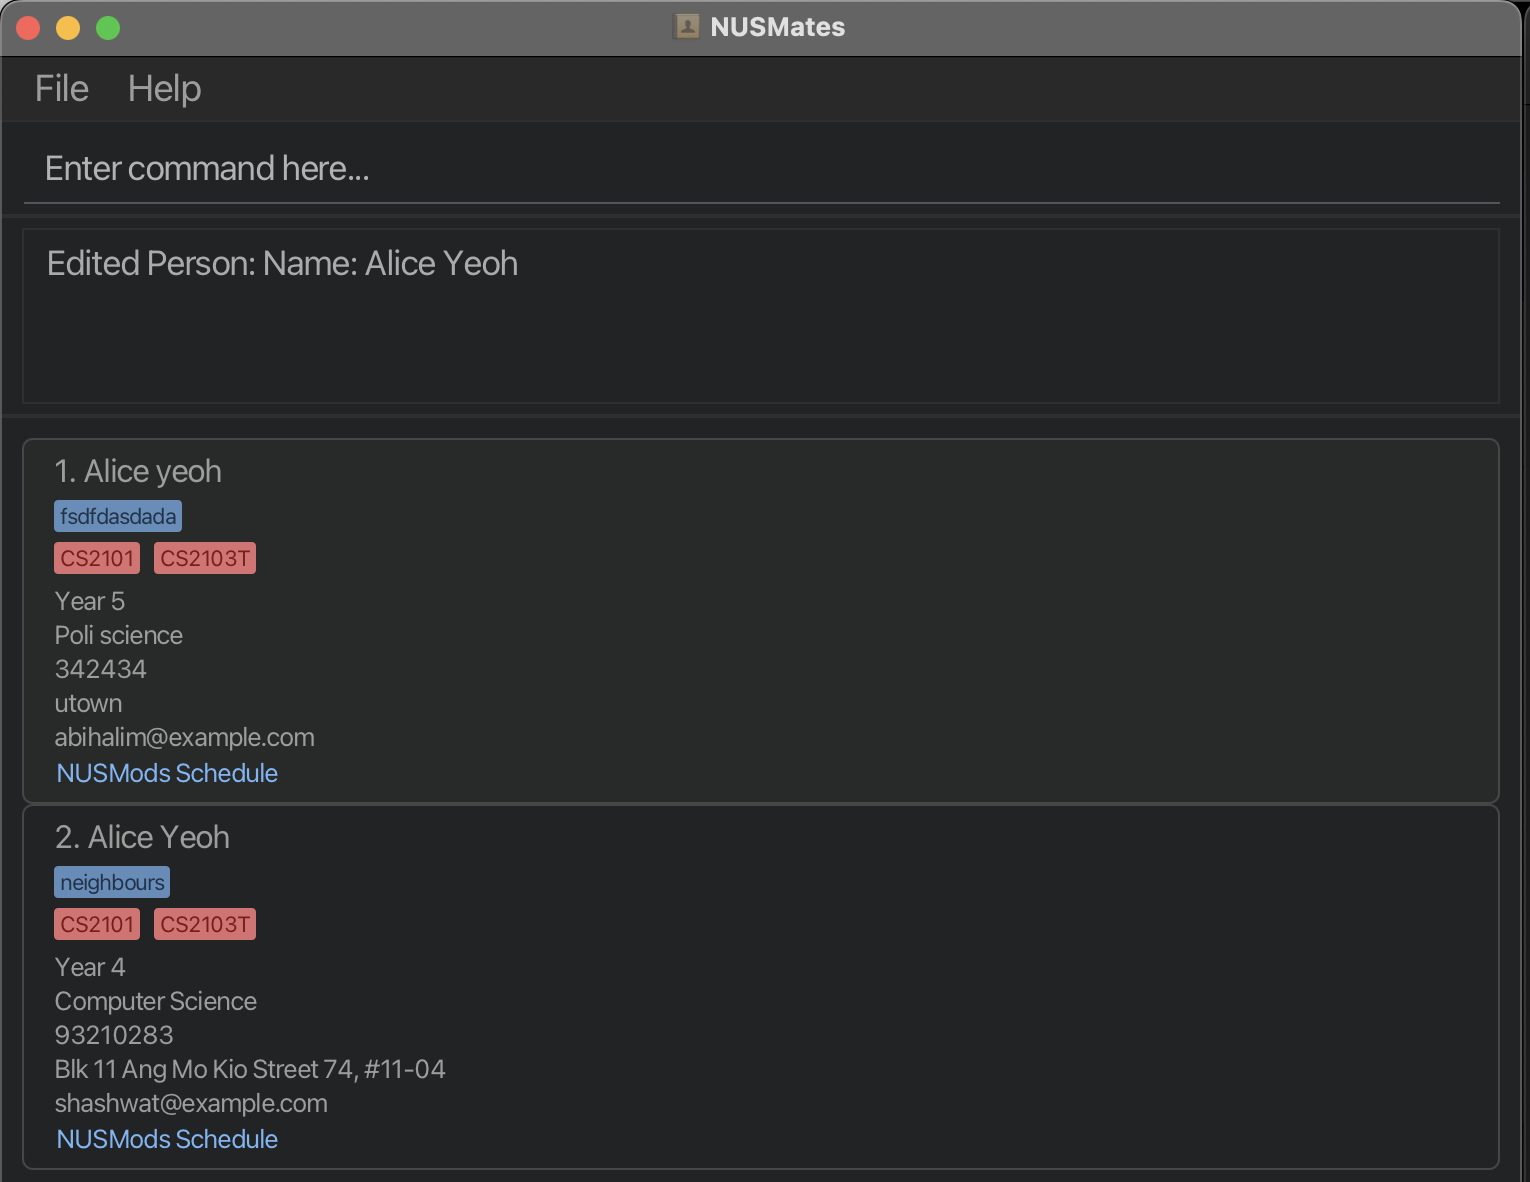 NUSMates
File Help
Enter command here...
Edited Person: Name: Alice Yeoh
1. Alice yeoh
fsdfdasdada
CS2101 CS2103T
Year 5
Poli science
342434
utown
abihalim@example.com
NUSMods Schedule
2. Alice Yeoh
neighbours
CS2101 CS2103T
Year 4
Computer Science
93210283
Blk 11 Ang Mo Kio Street 74, #11-04
shashwat@example.com
NUSMods Schedule